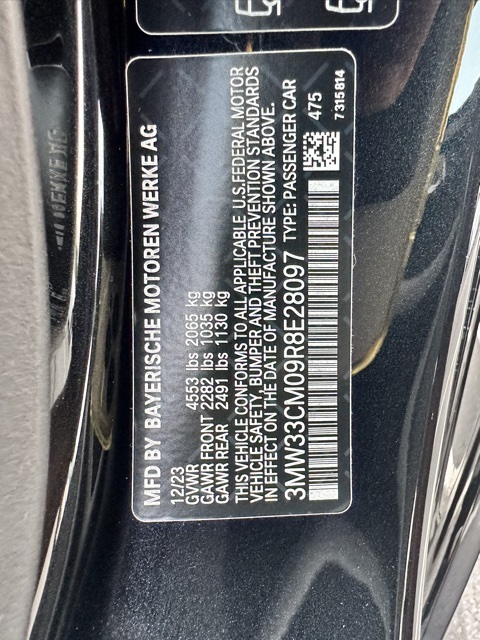 MFD BY BAYERISCHE MOTOREN WERKE AG
12/23
GVWR 4553 lbs 2065 kg
GAWR FRONT 2282 lbs 1035 kg
GAWR REAR 2491 lbs 1130 kg
THIS VEHICLE CONFORMS TO ALL APPLICABLE U.S.FEDERAL MOTOR
VEHICLE SAFETY, BUMPER AND THEFT PREVENTION STANDARDS
IN EFFECT ON THE DATE OF MANUFACTURE SHOWN ABOVE.
3MW33CM09R8E28097 TYPE: PASSENGER CAR
475
7 315 814